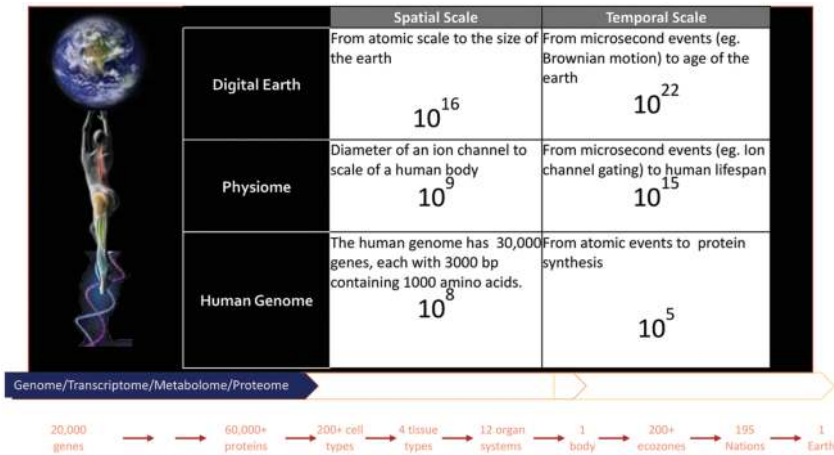 Spatial Scale
Temporal Scale
Digital Earth
From atomic scale to the size of
the earth
10^16
From microsecond events (eg.
Brownian motion) to age of the
earth
10^22
Physiome
Diameter of an ion channel to
scale of a human body
10^9
From microsecond events (eg. Ion
channel gating) to human lifespan
10^15
Human Genome
The human genome has 30,000
genes, each with 3000 bp
containing 1000 amino acids.
10^8
From atomic events to protein
synthesis
10^5
Genome/Transcriptome/Metabolome/Proteome
20,000
genes
60,000+
proteins
200+ cell
types
4 tissue
types
12 organ
systems
1
body
200+
ecozones
195
Nations
1
Earth